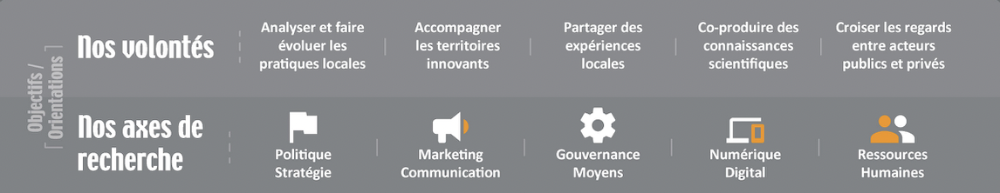 Objectifs /
Orientations
Nos volontés
Analyser et faire
évoluer les
pratiques locales
Accompagner
les territoires
innovants
Partager des
expériences
locales
Co-produire des
connaissances
scientifiques
Croiser les regards
entre acteurs
publics et privés
Nos axes de
recherche
Politique
Stratégie
Marketing
Communication
Gouvernance
Moyens
Numérique
Digital
Ressources
Humaines